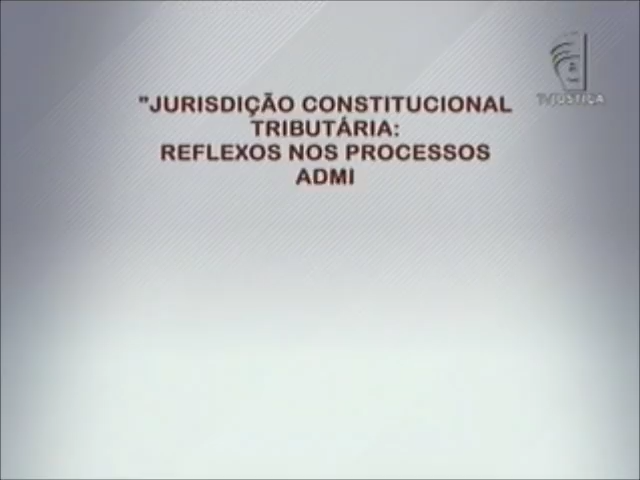 "JURISDIÇÃO CONSTITUCIONAL
TRIBUTÁRIA:
REFLEXOS NOS PROCESSOS
ADMI
TV JUSTIÇA